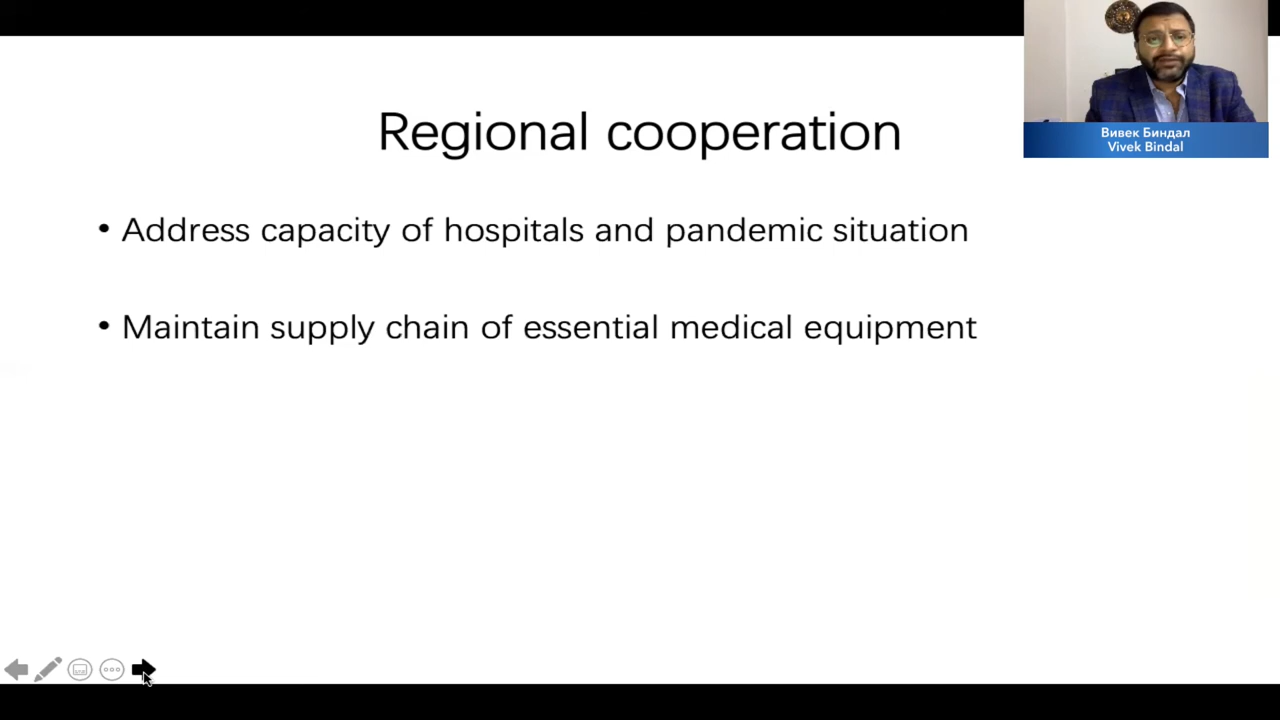 Regional cooperation
Вивек Биндал
Vivek Bindal
• Address capacity of hospitals and pandemic situation
• Maintain supply chain of essential medical equipment